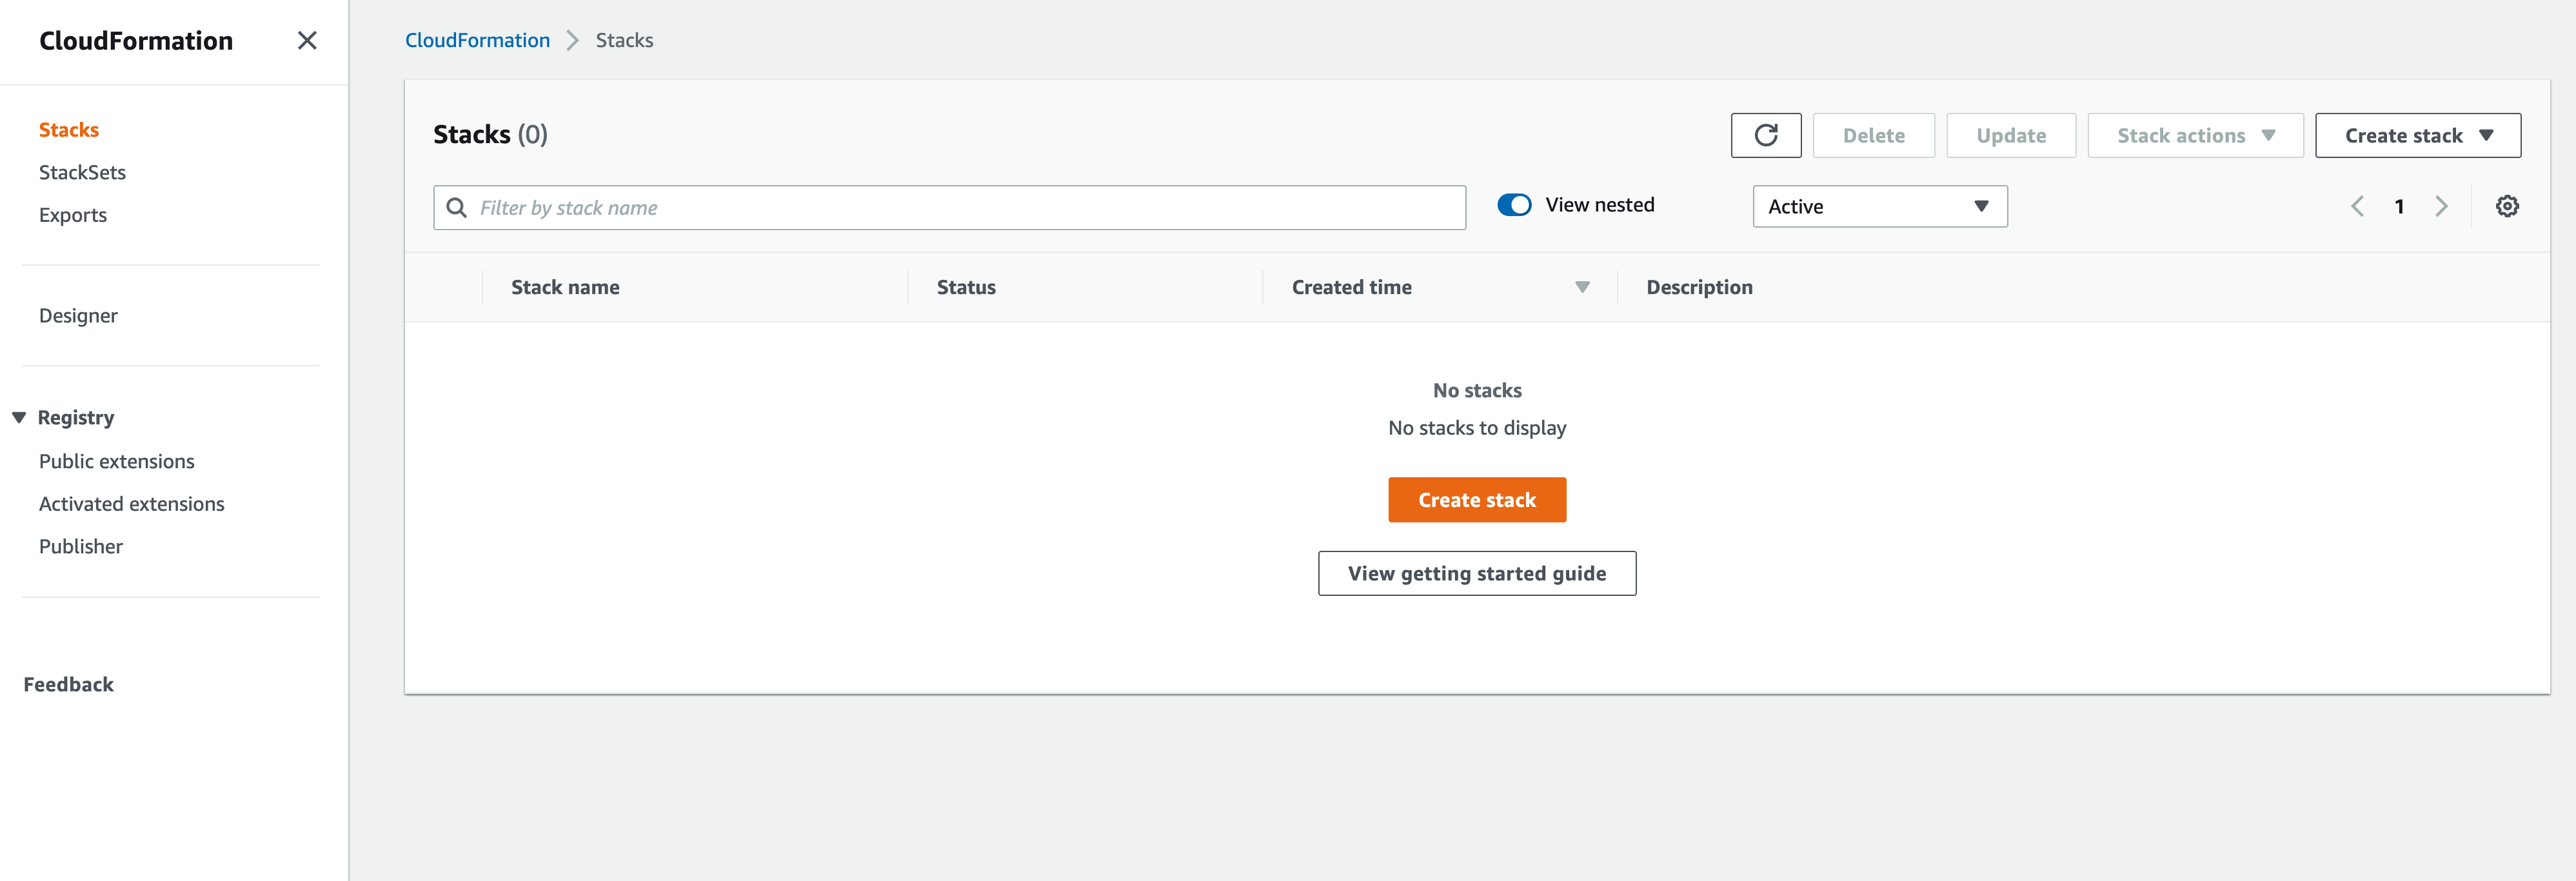 CloudFormation
Stacks
StackSets
Exports
Designer
Registry
Public extensions
Activated extensions
Publisher
Feedback
CloudFormation Stacks
Stacks (0)
Delete Update Stack actions Create stack
Filter by stack name View nested Active 1
Stack name Status Created time Description
No stacks
No stacks to display
Create stack
View getting started guide